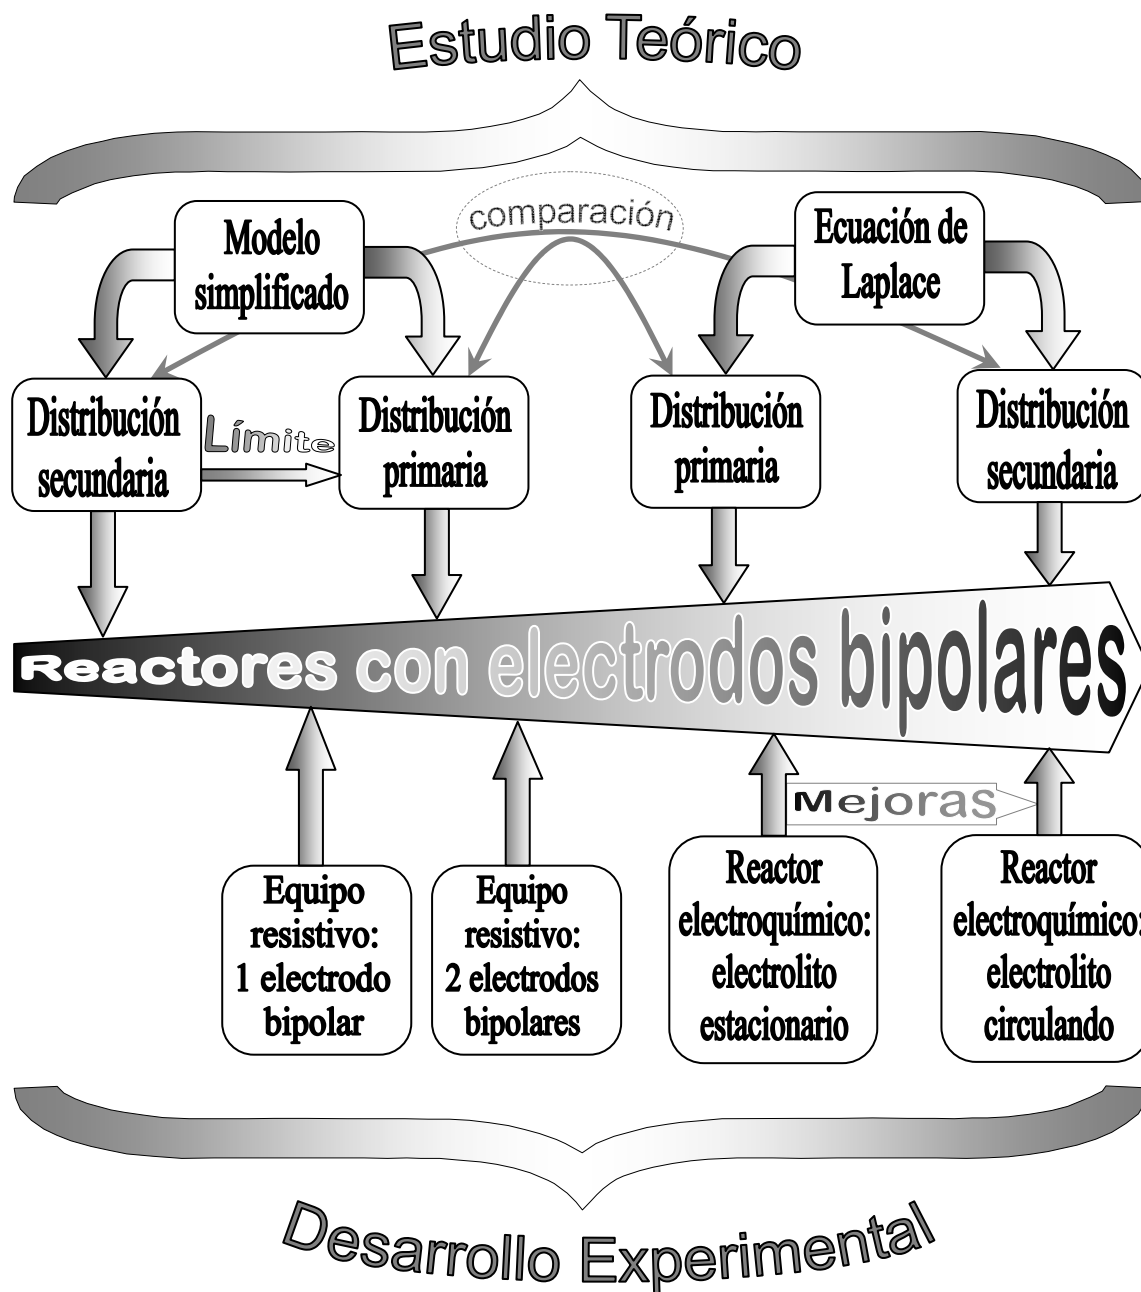 Estudio Teórico
comparación
Modelo
simplificado
Ecuación de
Laplace
Distribución
secundaria
Límite
Distribución
primaria
Distribución
primaria
Distribución
secundaria
Reactores con electrodos bipolares
Mejoras
Equipo
resistivo:
1 electrodo
bipolar
Equipo
resistivo:
2 electrodos
bipolares
Reactor
electroquímico:
electrolito
estacionario
Reactor
electroquímico:
electrolito
circulando
Desarrollo Experimental